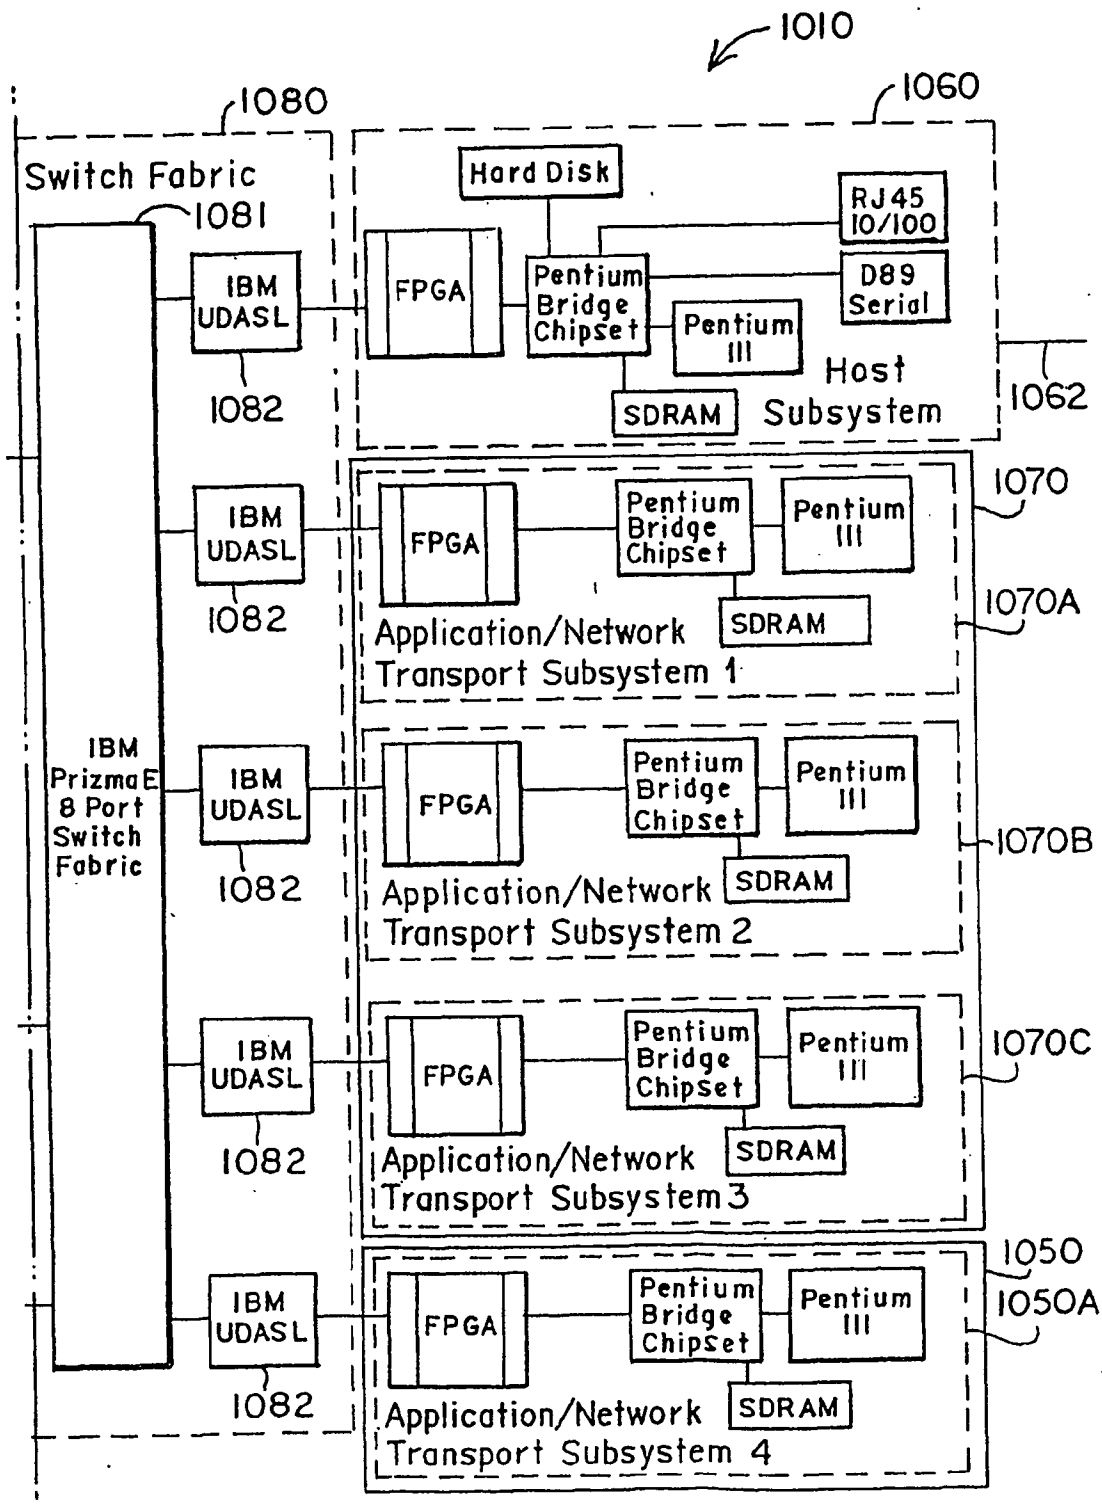 1010
1080
1060
Switch Fabric
1081
Hard Disk
RJ45
10/100
IBM
UDASL
FPGA
Pentium
Bridge
Chipset
D89
Serial
Pentium
III
1082
Host
Subsystem
1062
SDRAM
1070
IBM
UDASL
FPGA
Pentium
Bridge
Chipset
Pentium
III
1082
1070A
SDRAM
Application/Network
Transport Subsystem 1
IBM
PrizmaE
8 Port
Switch
Fabric
IBM
UDASL
FPGA
Pentium
Bridge
Chipset
Pentium
III
1070B
1082
SDRAM
Application/Network
Transport Subsystem 2
IBM
UDASL
FPGA
Pentium
Bridge
Chipset
Pentium
III
1070C
1082
SDRAM
Application/Network
Transport Subsystem 3
1050
1050A
IBM
UDASL
FPGA
Pentium
Bridge
Chipset
Pentium
III
1082
SDRAM
Application/Network
Transport Subsystem 4